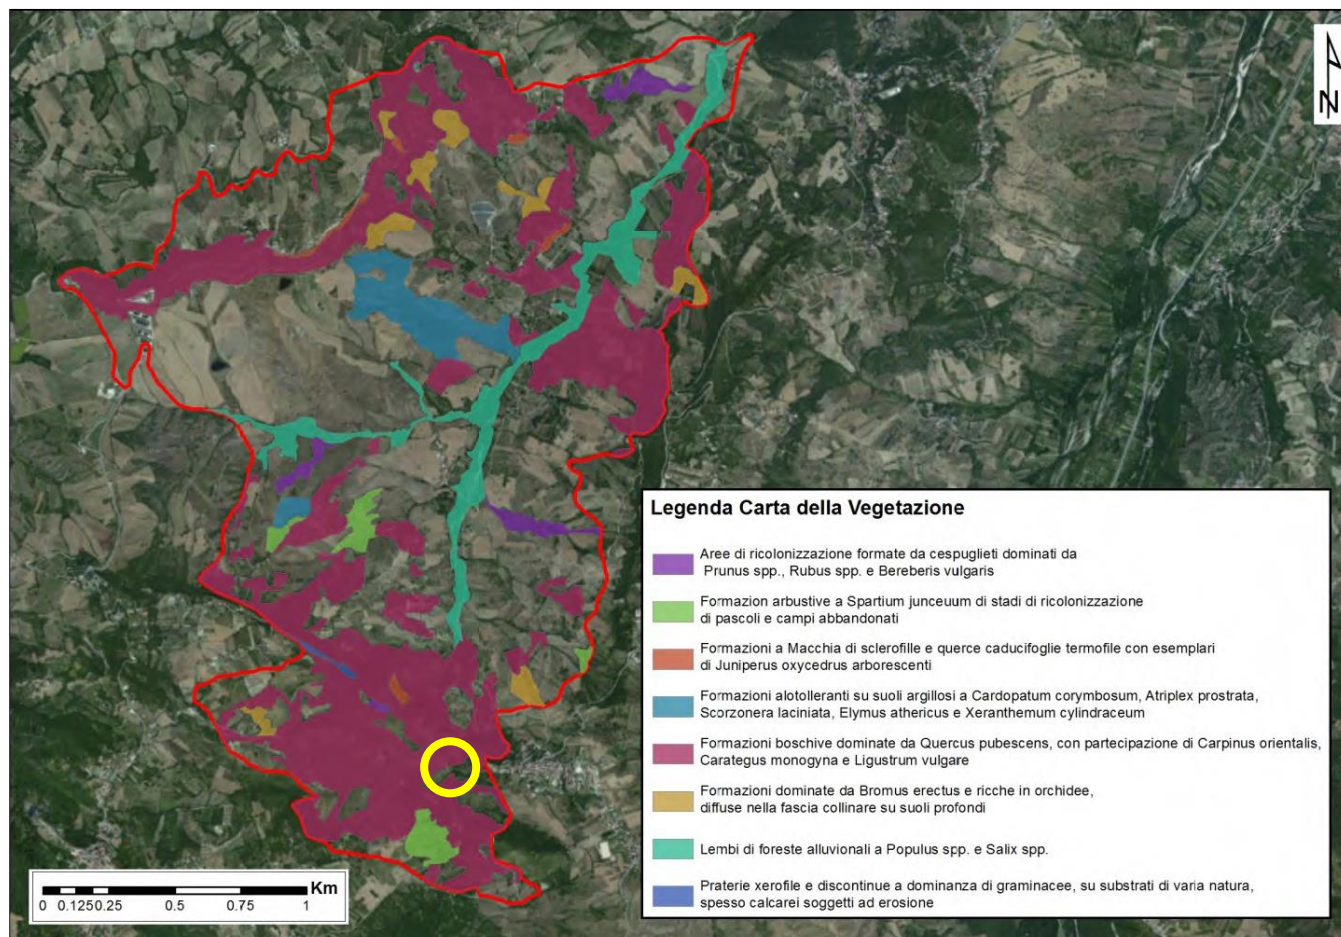 N
Legenda Carta della Vegetazione
Aree di ricolonizzazione formate da cespuglieti dominati da
Prunus spp., Rubus spp. e Bereberis vulgaris
Formazion arbustive a Spartium junceuum di stadi di ricolonizzazione
di pascoli e campi abbandonati
Formazioni a Macchia di sclerofille e querce caducifoglie termofile con esemplari
di Juniperus oxycedrus arborescenti
Formazioni alotolleranti su suoli argillosi a Cardopatum corymbosum, Atriplex prostrata,
Scorzonera laciniata, Elymus athericus e Xeranthemum cylindraceum
Formazioni boschive dominate da Quercus pubescens, con partecipazione di Carpinus orientalis,
Carategus monogyna e Ligustrum vulgare
Formazioni dominate da Bromus erectus e ricche in orchidee,
diffuse nella fascia collinare su suoli profondi
Lembi di foreste alluvionali a Populus spp. e Salix spp.
Praterie xerofile e discontinue a dominanza di graminacee, su substrati di varia natura,
spesso calcarei soggetti ad erosione
Km
0 0.125 0.25 0.5 0.75 1